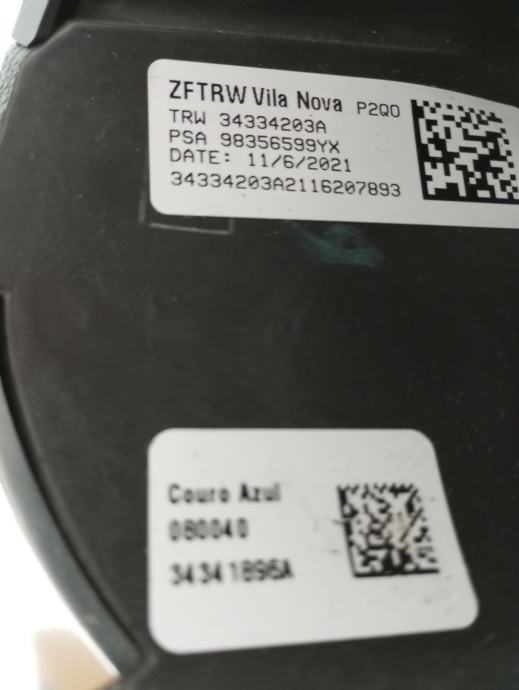 ZFTRW Vila Nova P2Q0
TRW 34334203A
PSA 98356599YX
DATE: 11/6/2021
34334203A2116207893
Couro Azul
080040
34341896A